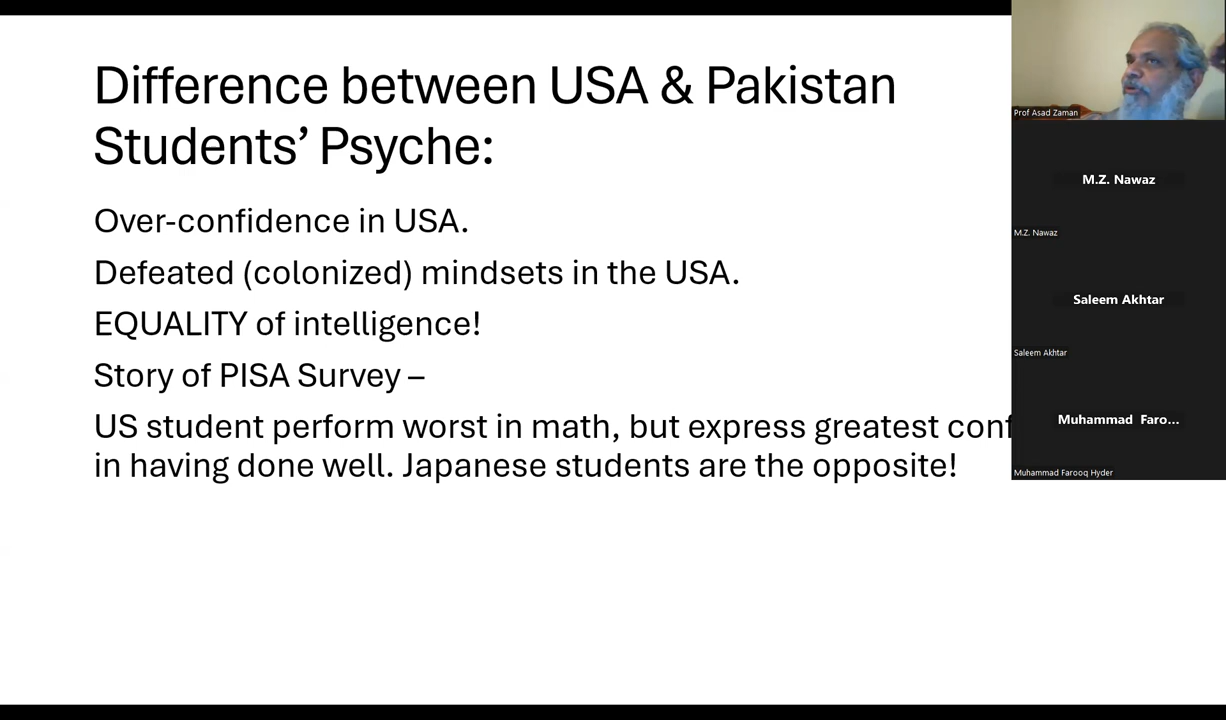 Difference between USA & Pakistan
Students’ Psyche:
Over-confidence in USA.
Defeated (colonized) mindsets in the USA.
EQUALITY of intelligence!
Story of PISA Survey –
US student perform worst in math, but express greatest
in having done well. Japanese students are the opposite!
Prof Asad Zaman
M.Z. Nawaz
M.Z. Nawaz
Saleem Akhtar
Saleem Akhtar
Muhammad Faro...
Muhammad Farooq Hyder